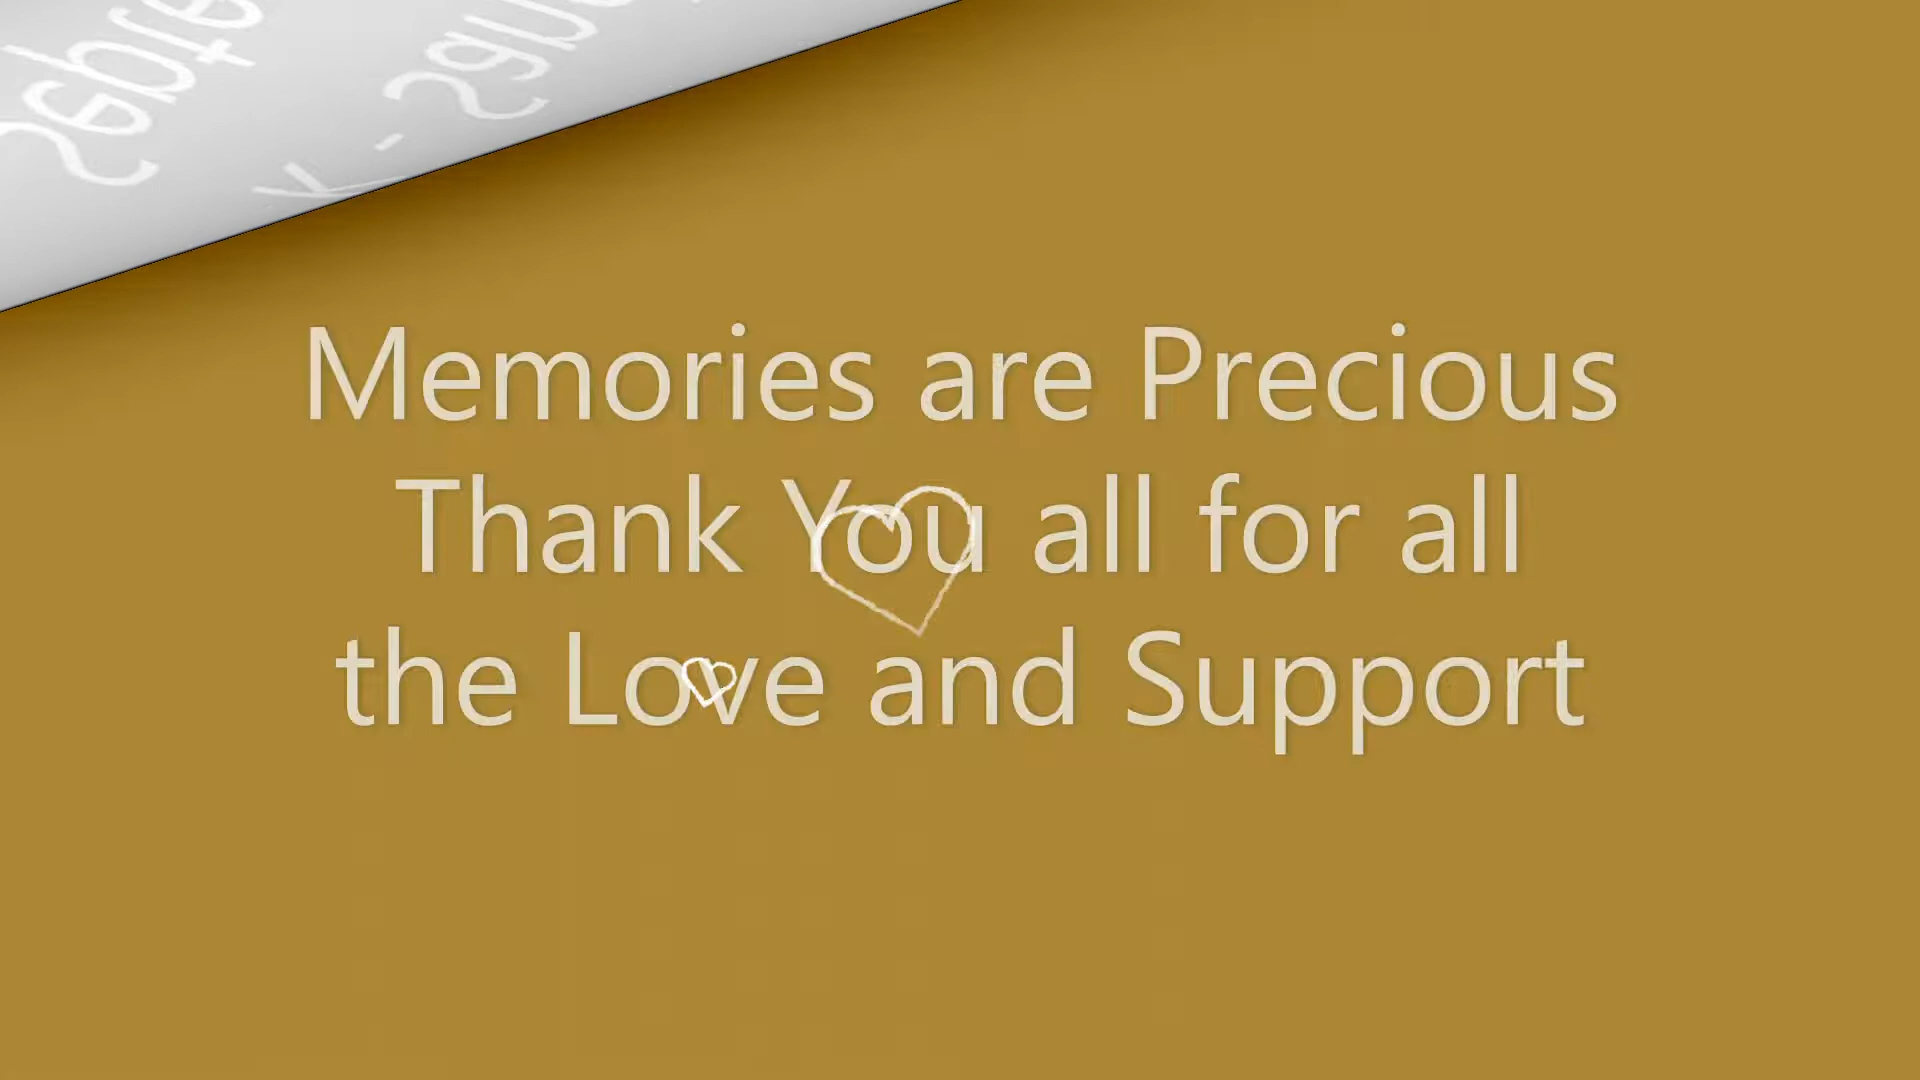 Memories are Precious
Thank You all for all
the Love and Support